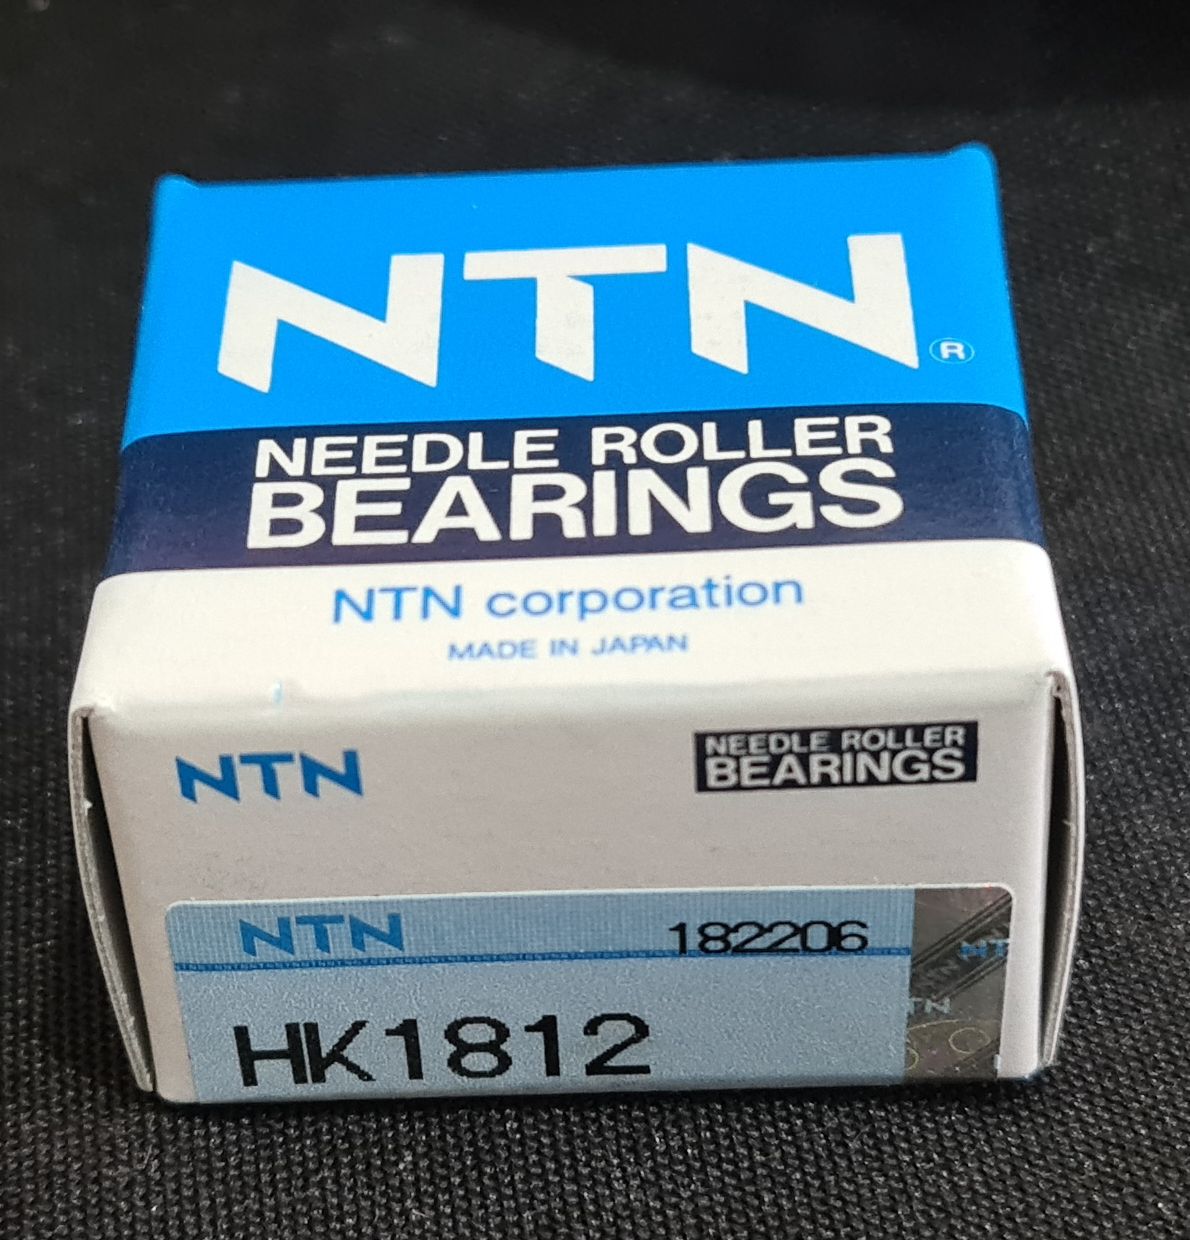 NTN®
NEEDLE ROLLER
BEARINGS
NTN corporation
MADE IN JAPAN
NTN
NEEDLE ROLLER
BEARINGS
NTN
182206
HK1812